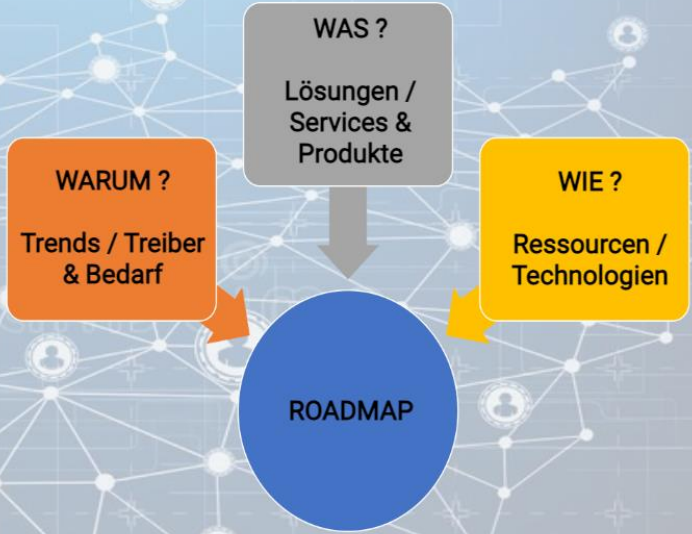 WAS ?
Lösungen /
Services &
Produkte
WARUM ?
Trends / Treiber
& Bedarf
WIE ?
Ressourcen /
Technologien
ROADMAP